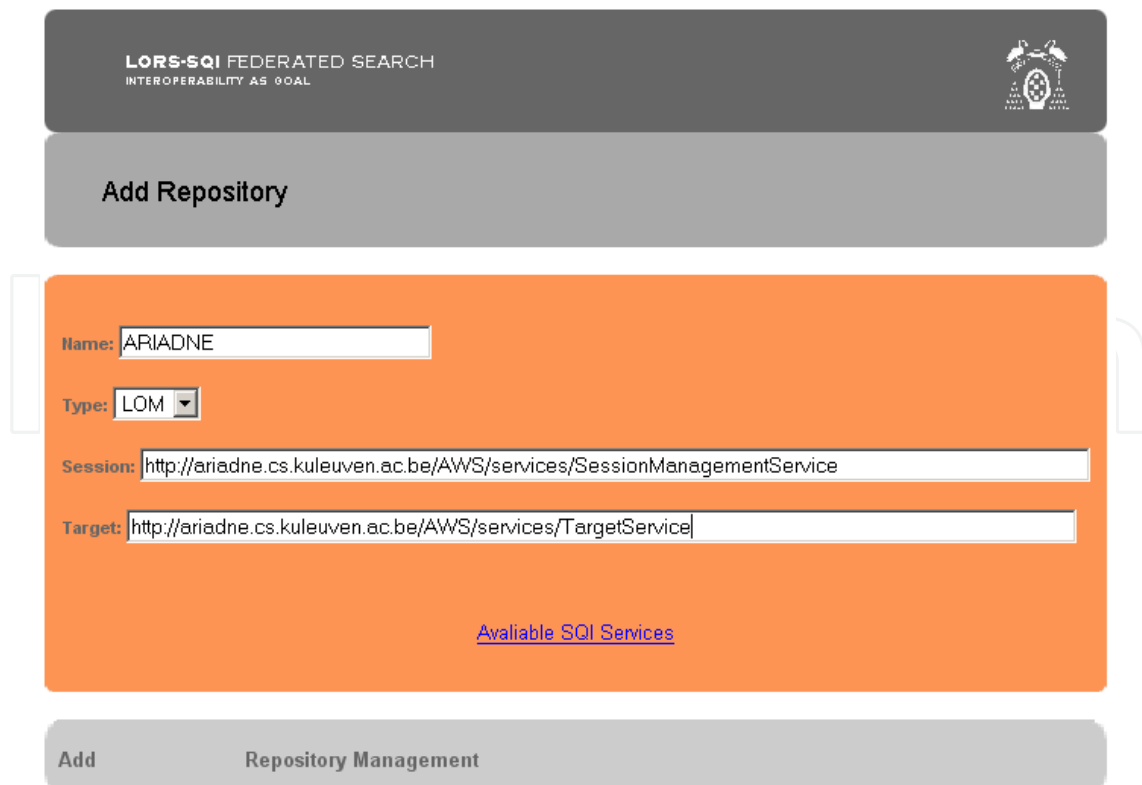 LORS-SQI FEDERATED SEARCH
INTEROPERABILITY AS GOAL
Add Repository
Name: ARIADNE
Type: LOM
Session: http://ariadne.cs.kuleuven.ac.be/AWS/services/SessionManagementService
Target: http://ariadne.cs.kuleuven.ac.be/AWS/services/TargetService
Avaliable SQI Services
Add Repository Management